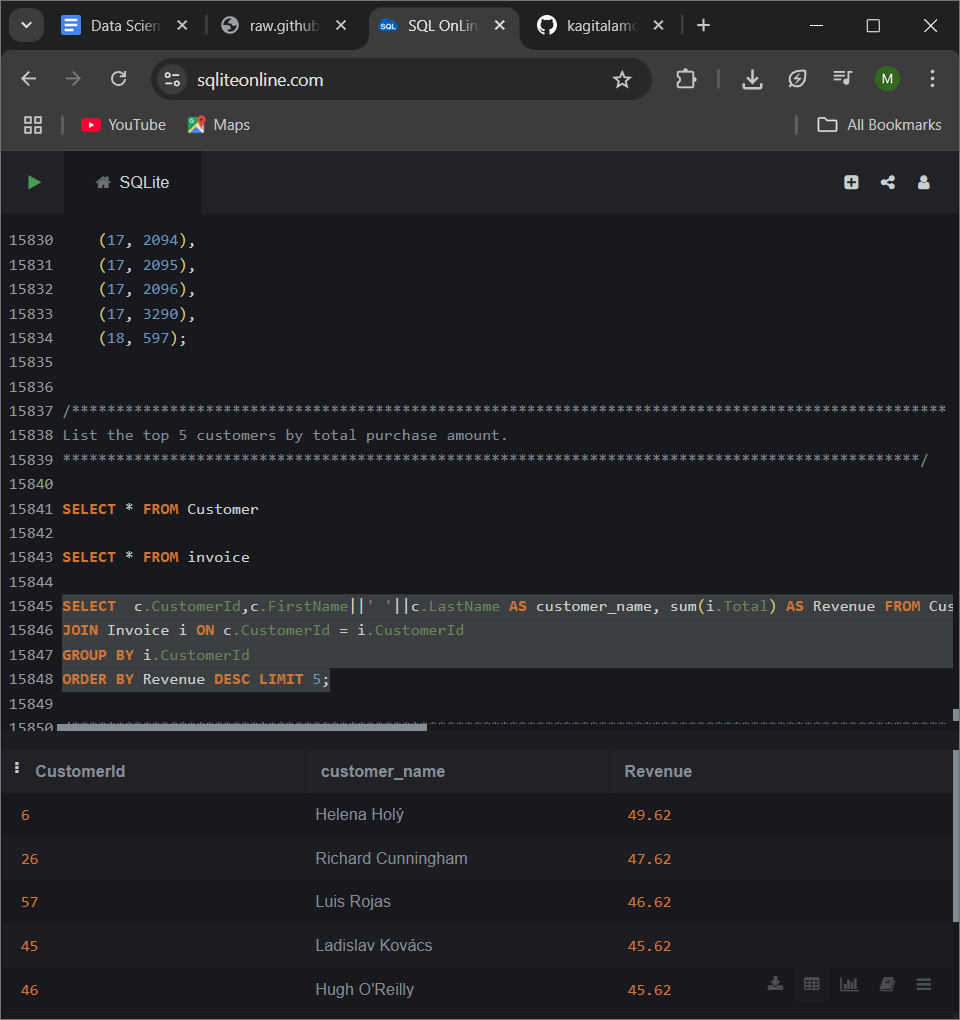 Data Scien
raw.github
SQL OnLin
kagitalamo
sqliteonline.com
M
YouTube
Maps
All Bookmarks
SQLite
15830 (17, 2094),
15831 (17, 2095),
15832 (17, 2096),
15833 (17, 3290),
15834 (18, 597);
15835
15836
15837 /**************************************************************************************************
15838 List the top 5 customers by total purchase amount.
15839 ************************************************************************************************/
15840
15841 SELECT * FROM Customer
15842
15843 SELECT * FROM invoice
15844
15845 SELECT  c.CustomerId,c.FirstName||' '||c.LastName AS customer_name, sum(i.Total) AS Revenue FROM Cus
15846 JOIN Invoice i ON c.CustomerId = i.CustomerId
15847 GROUP BY i.CustomerId
15848 ORDER BY Revenue DESC LIMIT 5;
15849
15850
CustomerId customer_name Revenue
6 Helena Holý 49.62
26 Richard Cunningham 47.62
57 Luis Rojas 46.62
45 Ladislav Kovács 45.62
46 Hugh O'Reilly 45.62